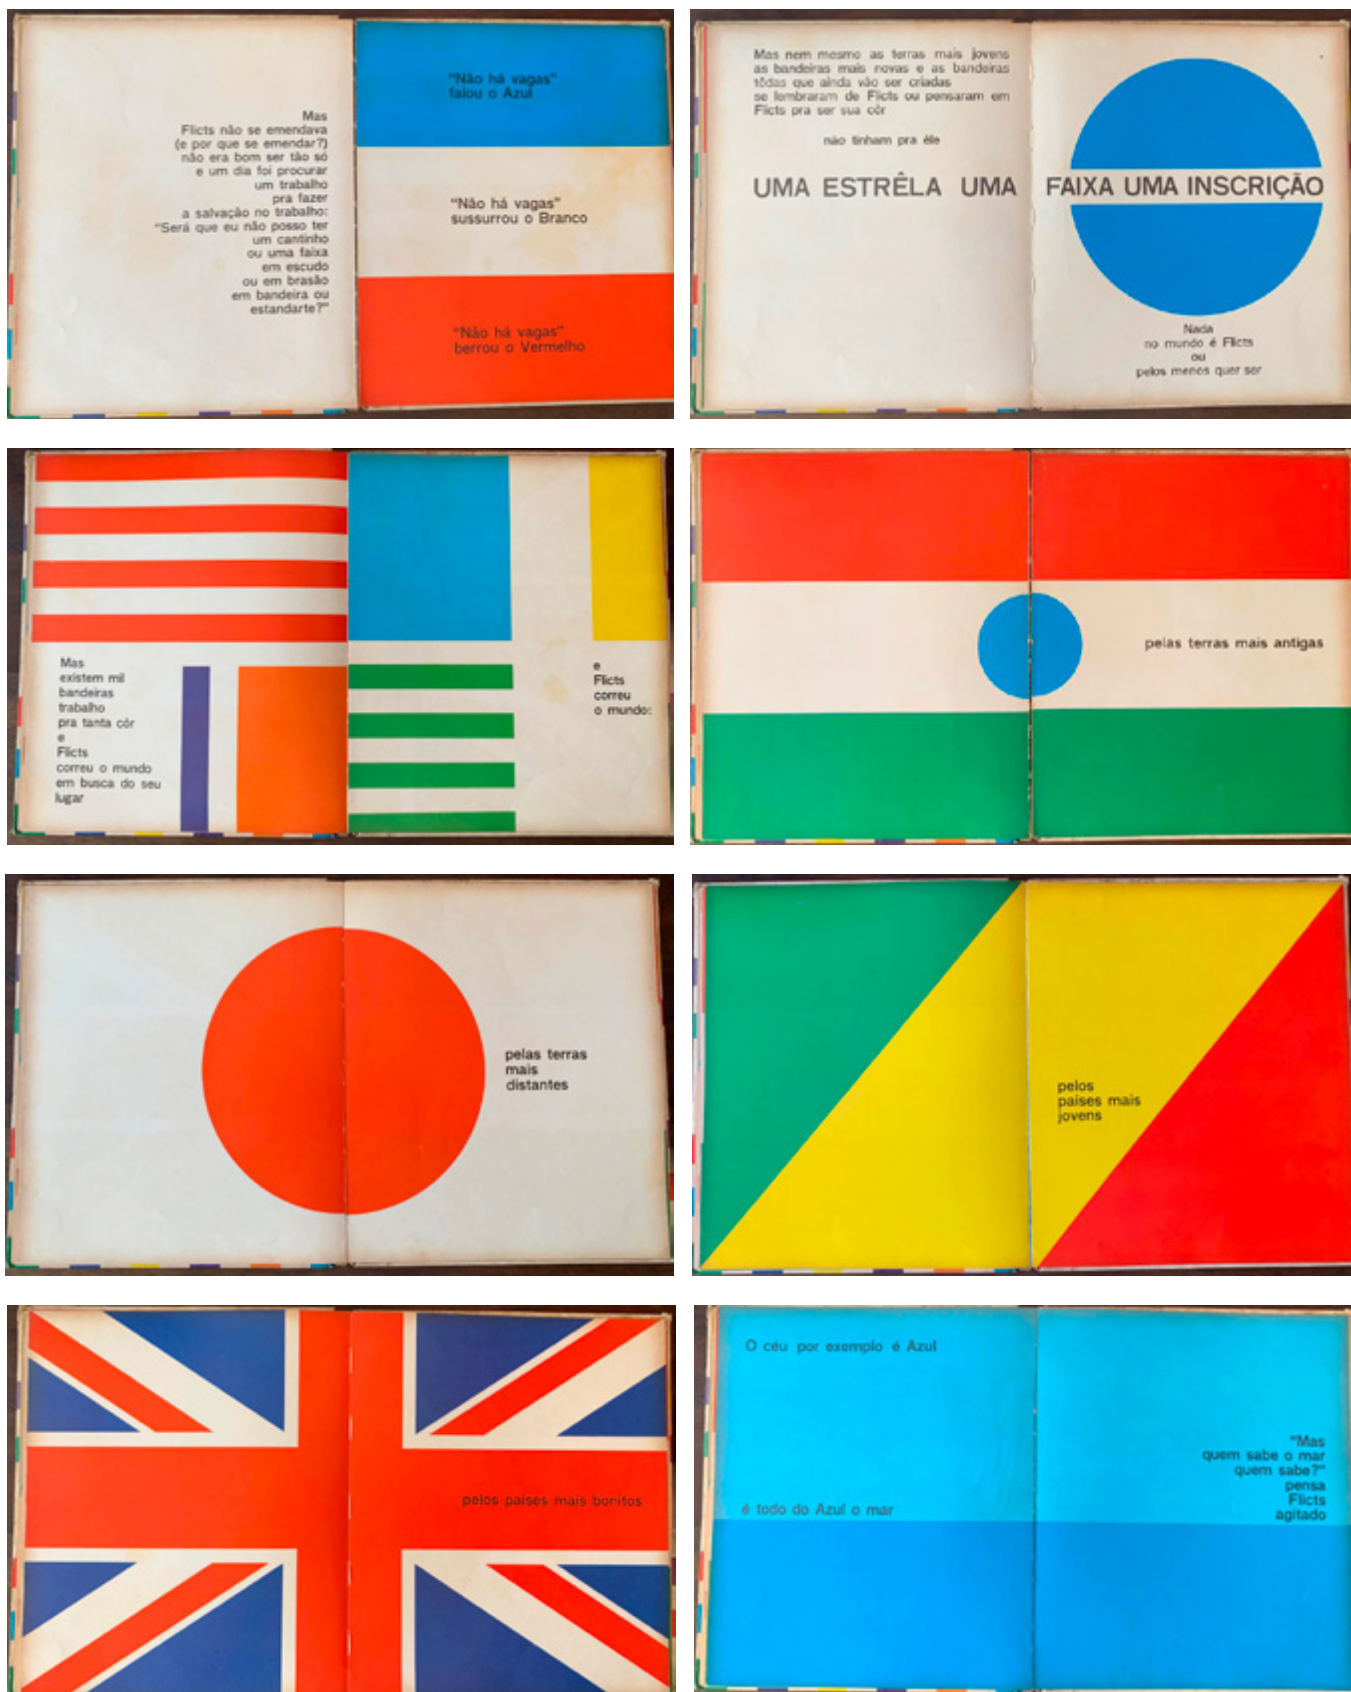 Mas
Flicts não se emendava
(e por que se emendar?)
não era bom ser tão só
e um dia foi procurar
um trabalho
pra fazer
a salvação no trabalho:
"Será que eu não posso ter
um cantinho
ou uma faixa
em escudo
ou em brasão
em bandeira ou
estandarte?"
"Não há vagas"
falou o Azul
"Não há vagas"
sussurrou o Branco
"Não há vagas"
berrou o Vermelho
Mas nem mesmo as terras mais jovens
as bandeiras mais novas e as bandeiras
tôdas que ainda vão ser criadas
se lembraram de Flicts ou pensaram em
Flicts pra ser sua côr
não tinham pra êle
UMA ESTRÊLA UMA FAIXA UMA INSCRIÇÃO
Nada
no mundo é Flicts
ou
pelos menos quer ser
Mas
existem mil
bandeiras
trabalho
pra tanta côr
e
Flicts
correu o mundo
em busca do seu
lugar
e
Flicts
correu
o mundo:
pelas terras mais antigas
pelas terras
mais
distantes
pelos
países mais
jovens
pelos países mais bonitos
O céu por exemplo é Azul
é todo do Azul o mar
"Mas
quem sabe o mar
quem sabe?"
pensa
Flicts
agitado